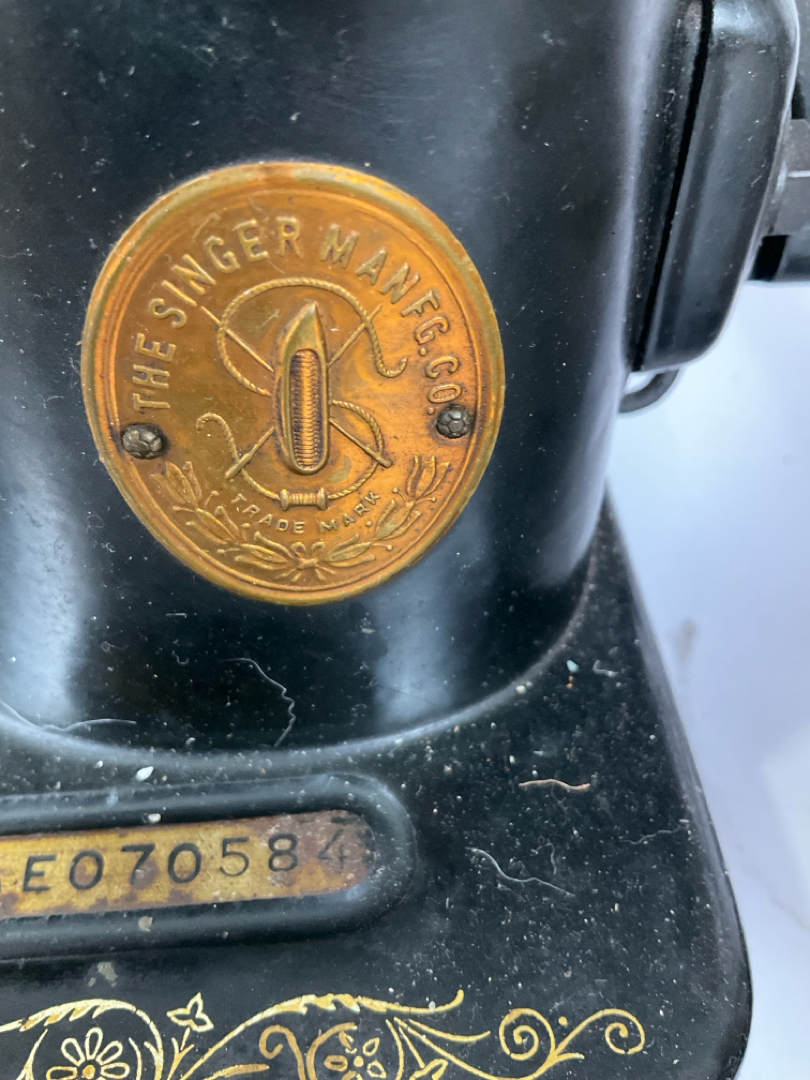 THE SINGER MANFG. CO.
TRADE MARK
E070584